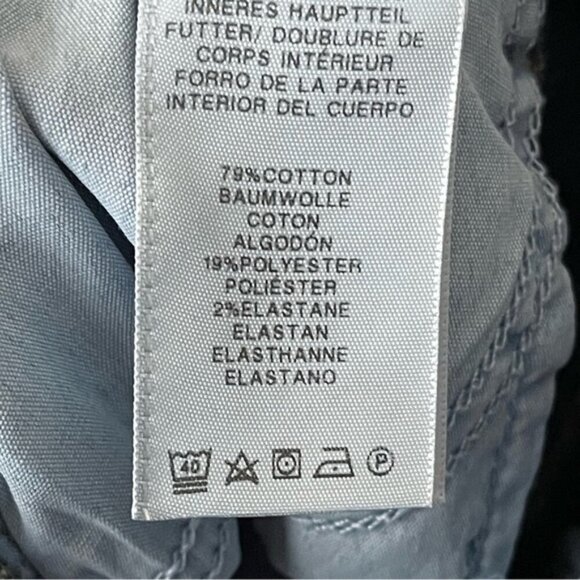 INNERES HAUPTTEIL
FUTTER/ DOUBLURE DE
CORPS INTÉRIEUR
FORRO DE LA PARTE
INTERIOR DEL CUERPO
79%COTTON
BAUMWOLLE
COTON
ALGODÓN
19%POLYESTER
POLIÉSTER
2%ELASTANE
ELASTAN
ELASTHANNE
ELASTANO
40 P